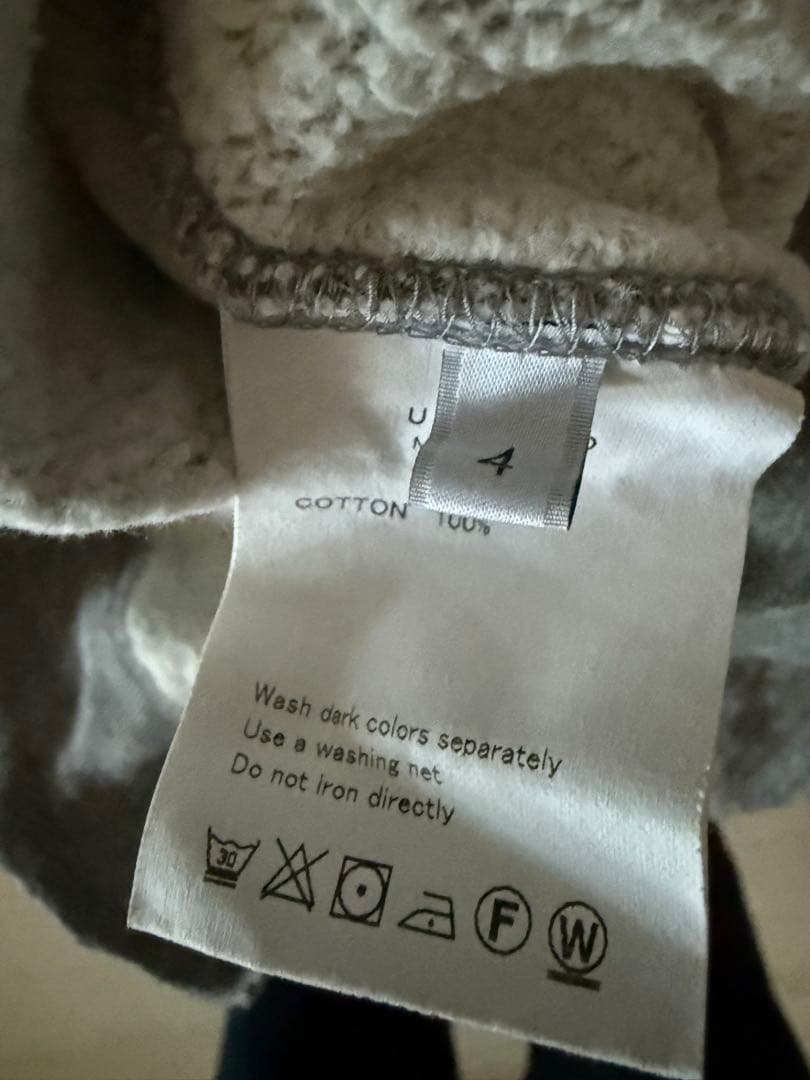 4
COTTON 100%
Wash dark colors separately
Use a washing net
Do not iron directly
30
F
W